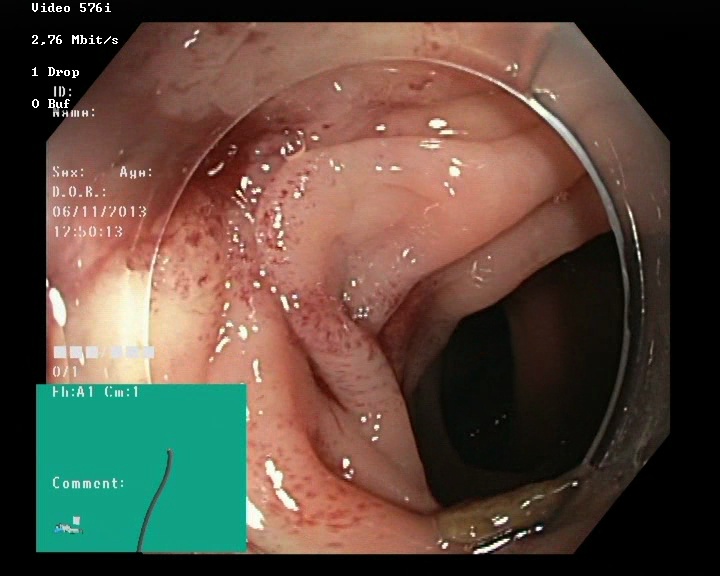 Video 576i
2,76 Mbit/s
1 Drop
ID:
0 Buf
Name:
Sex: Age:
D.O.B.:
06/11/2013
12:50:13
0/1
Eh:A1 Cm:1
Comment: